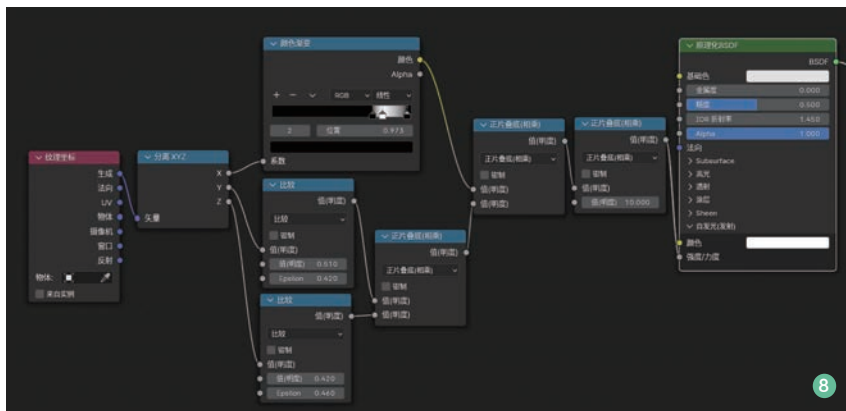 纹理坐标
生成
法向
UV
物体
摄像机
窗口
反射
物体:
来自实例
分离 XYZ
X
Y
Z
矢量
颜色渐变
颜色
Alpha
RGB
线性
2
位置
0.973
系数
比较
值(明度)
比较
钳制
值(明度)
值(明度) 0.510
Epsilon 0.420
比较
值(明度)
比较
钳制
值(明度)
值(明度) 0.420
Epsilon 0.460
正片叠底(相乘)
值(明度)
正片叠底(相乘)
钳制
值(明度)
值(明度)
正片叠底(相乘)
值(明度)
正片叠底(相乘)
钳制
值(明度)
值(明度)
正片叠底(相乘)
值(明度)
正片叠底(相乘)
钳制
值(明度)
值(明度) 10.000
原理化BSDF
BSDF
基础色
金属度 0.000
糙度 0.500
IOR 折射率 1.450
Alpha 1.000
法向
Subsurface
高光
透射
涂层
Sheen
自发光(发射)
颜色
强度/力度
8